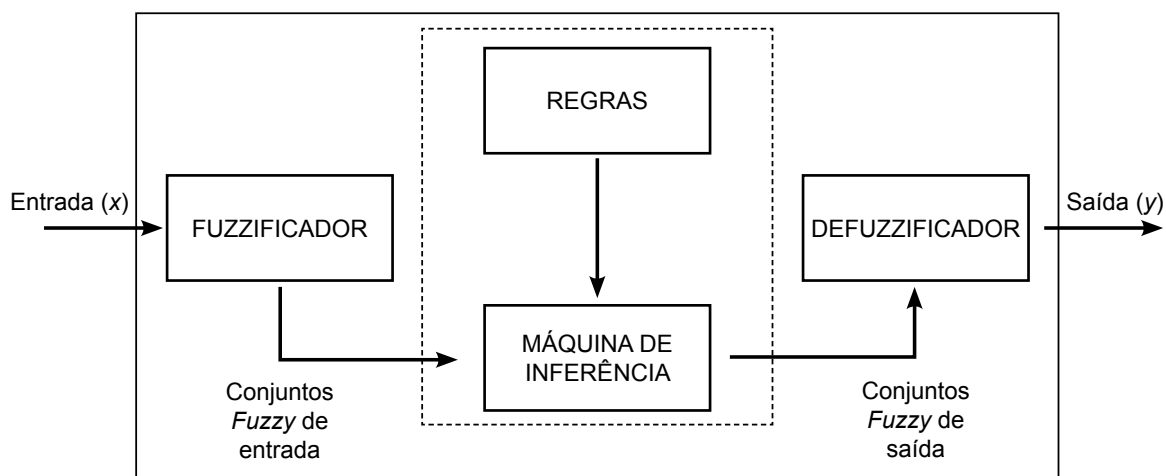 REGRAS
Entrada (x)
FUZZIFICADOR
DEFUZZIFICADOR
Saída (y)
MÁQUINA DE
INFERÊNCIA
Conjuntos
Fuzzy de
entrada
Conjuntos
Fuzzy de
saída